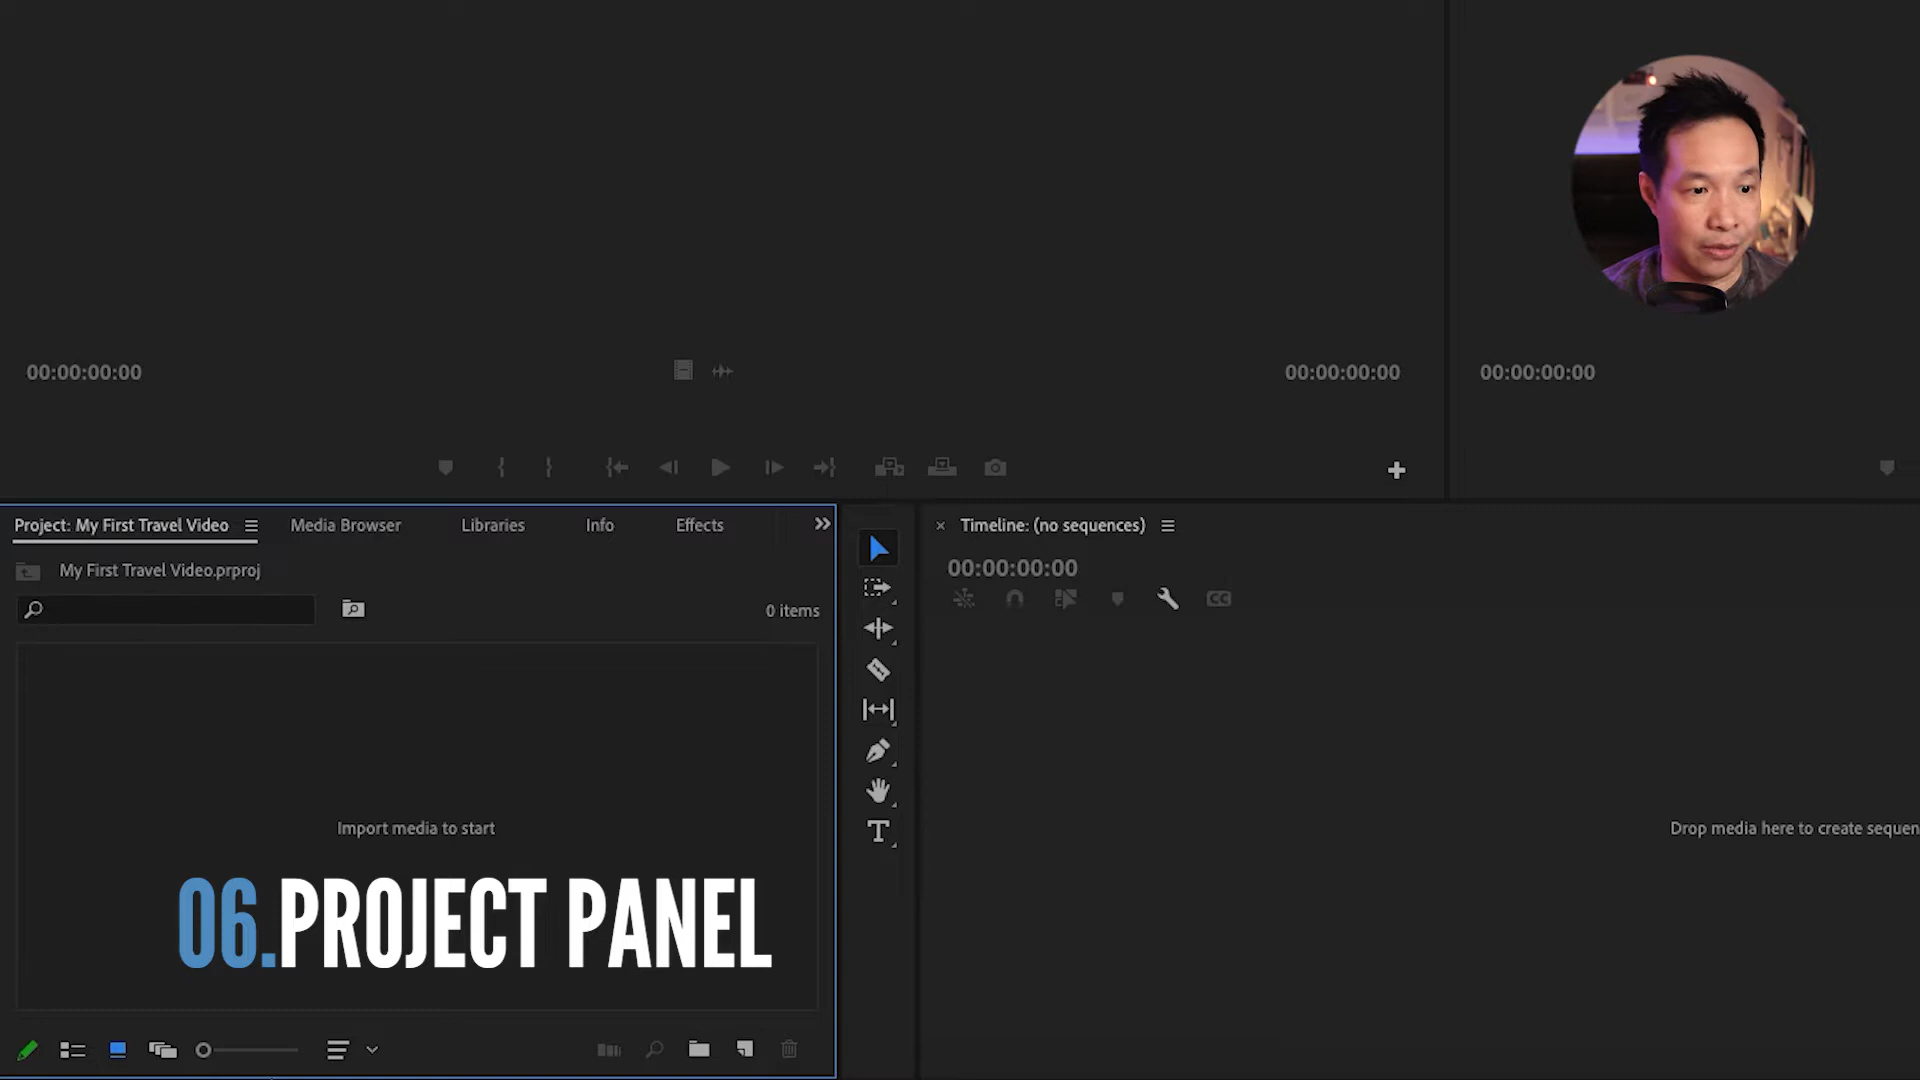 00:00:00:00
00:00:00:00
00:00:00:00
Project: My First Travel Video
Media Browser
Libraries
Info
Effects
Timeline: (no sequences)
My First Travel Video.prproj
00:00:00:00
0 items
CC
Import media to start
Drop media here to create sequen
06.PROJECT PANEL